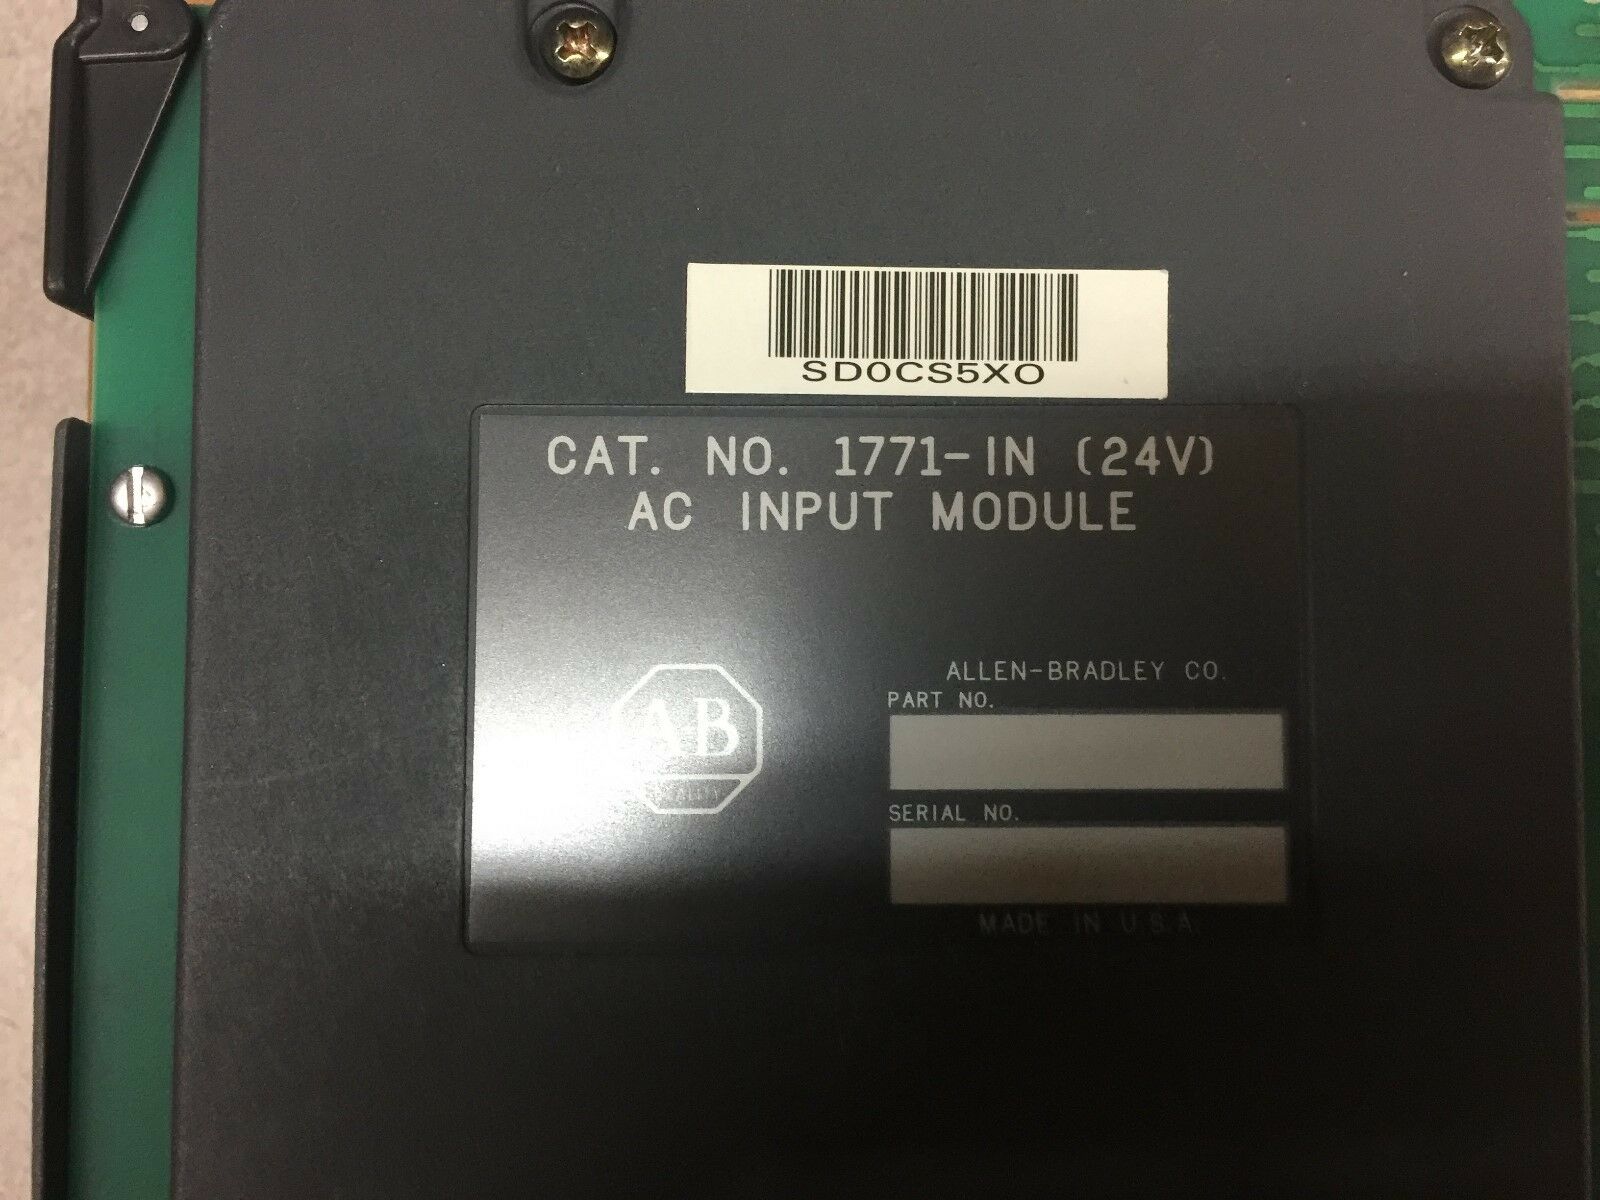 SD0CS5XO
CAT. NO. 1771-IN (24V)
AC INPUT MODULE
ALLEN-BRADLEY CO.
PART NO.
AB
QUALITY
SERIAL NO.
MADE IN U.S.A.